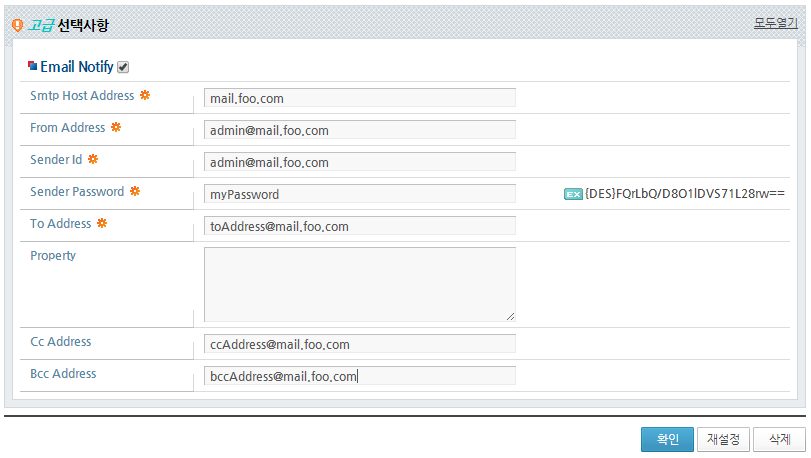 고급 선택사항
모두열기
Email Notify
Smtp Host Address mail.foo.com
From Address admin@mail.foo.com
Sender Id admin@mail.foo.com
Sender Password myPassword EX {DES}FQrLbQ/D8O1lDVS71L28rw==
To Address toAddress@mail.foo.com
Property
Cc Address ccAddress@mail.foo.com
Bcc Address bccAddress@mail.foo.com
확인 재설정 삭제